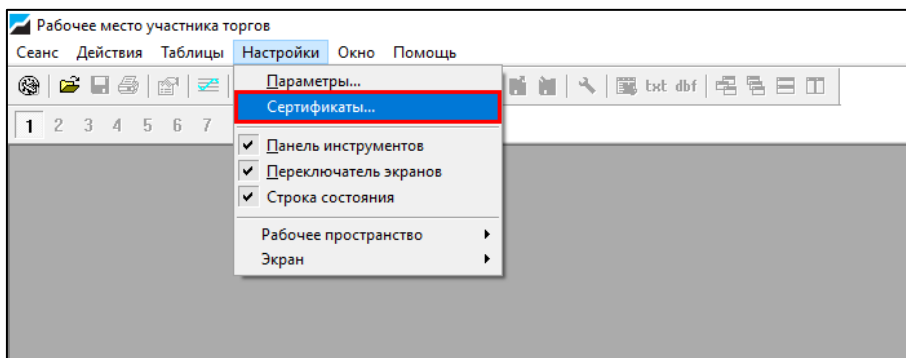 Рабочее место участника торгов
Сеанс Действия Таблицы Настройки Окно Помощь
txt dbf
1 2 3 4 5 6 7
Параметры...
Сертификаты...
Панель инструментов
Переключатель экранов
Строка состояния
Рабочее пространство
Экран